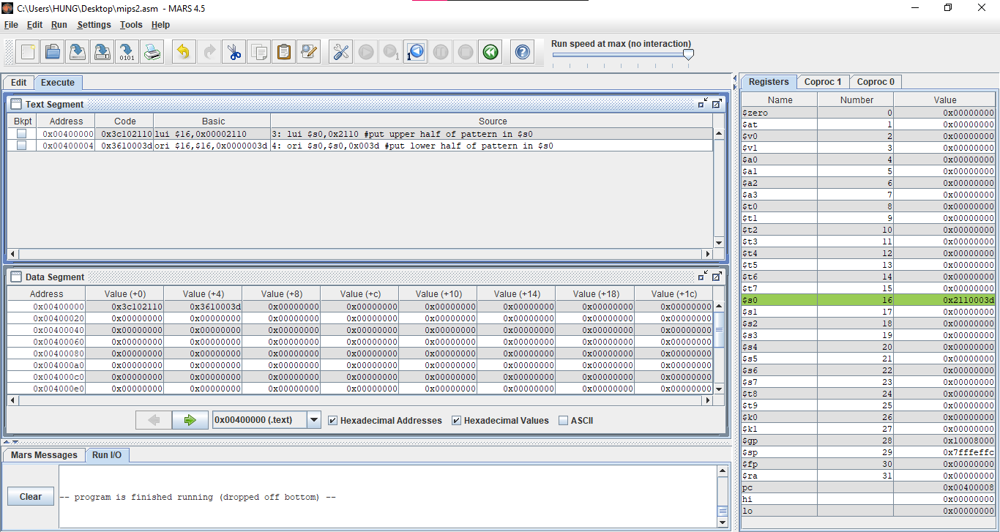 C:\Users\HUNG\Desktop\mips2.asm - MARS 4.5
File Edit Run Settings Tools Help
Run speed at max (no interaction)
Edit Execute
Text Segment
Bkpt Address Code Basic Source
0x00400000 0x3c102110 lui $16,0x00002110 3: lui $s0,0x2110 #put upper half of pattern in $s0
0x00400004 0x3610003d ori $16,$16,0x0000003d 4: ori $s0,$s0,0x003d #put lower half of pattern in $s0
Data Segment
Address Value (+0) Value (+4) Value (+8) Value (+c) Value (+10) Value (+14) Value (+18) Value (+1c)
0x00400000 0x3c102110 0x3610003d 0x00000000 0x00000000 0x00000000 0x00000000 0x00000000 0x00000000
0x00400020 0x00000000 0x00000000 0x00000000 0x00000000 0x00000000 0x00000000 0x00000000 0x00000000
0x00400040 0x00000000 0x00000000 0x00000000 0x00000000 0x00000000 0x00000000 0x00000000 0x00000000
0x00400060 0x00000000 0x00000000 0x00000000 0x00000000 0x00000000 0x00000000 0x00000000 0x00000000
0x00400080 0x00000000 0x00000000 0x00000000 0x00000000 0x00000000 0x00000000 0x00000000 0x00000000
0x004000a0 0x00000000 0x00000000 0x00000000 0x00000000 0x00000000 0x00000000 0x00000000 0x00000000
0x004000c0 0x00000000 0x00000000 0x00000000 0x00000000 0x00000000 0x00000000 0x00000000 0x00000000
0x004000e0 0x00000000 0x00000000 0x00000000 0x00000000 0x00000000 0x00000000 0x00000000 0x00000000
0x00400000 (.text) Hexadecimal Addresses Hexadecimal Values ASCII
Mars Messages Run I/O
Clear
-- program is finished running (dropped off bottom) --
Registers Coproc 1 Coproc 0
Name Number Value
$zero 0 0x00000000
$at 1 0x00000000
$v0 2 0x00000000
$v1 3 0x00000000
$a0 4 0x00000000
$a1 5 0x00000000
$a2 6 0x00000000
$a3 7 0x00000000
$t0 8 0x00000000
$t1 9 0x00000000
$t2 10 0x00000000
$t3 11 0x00000000
$t4 12 0x00000000
$t5 13 0x00000000
$t6 14 0x00000000
$t7 15 0x00000000
$s0 16 0x2110003d
$s1 17 0x00000000
$s2 18 0x00000000
$s3 19 0x00000000
$s4 20 0x00000000
$s5 21 0x00000000
$s6 22 0x00000000
$s7 23 0x00000000
$t8 24 0x00000000
$t9 25 0x00000000
$k0 26 0x00000000
$k1 27 0x00000000
$gp 28 0x10008000
$sp 29 0x7fffeffc
$fp 30 0x00000000
$ra 31 0x00000000
pc 0x00400008
hi 0x00000000
lo 0x00000000